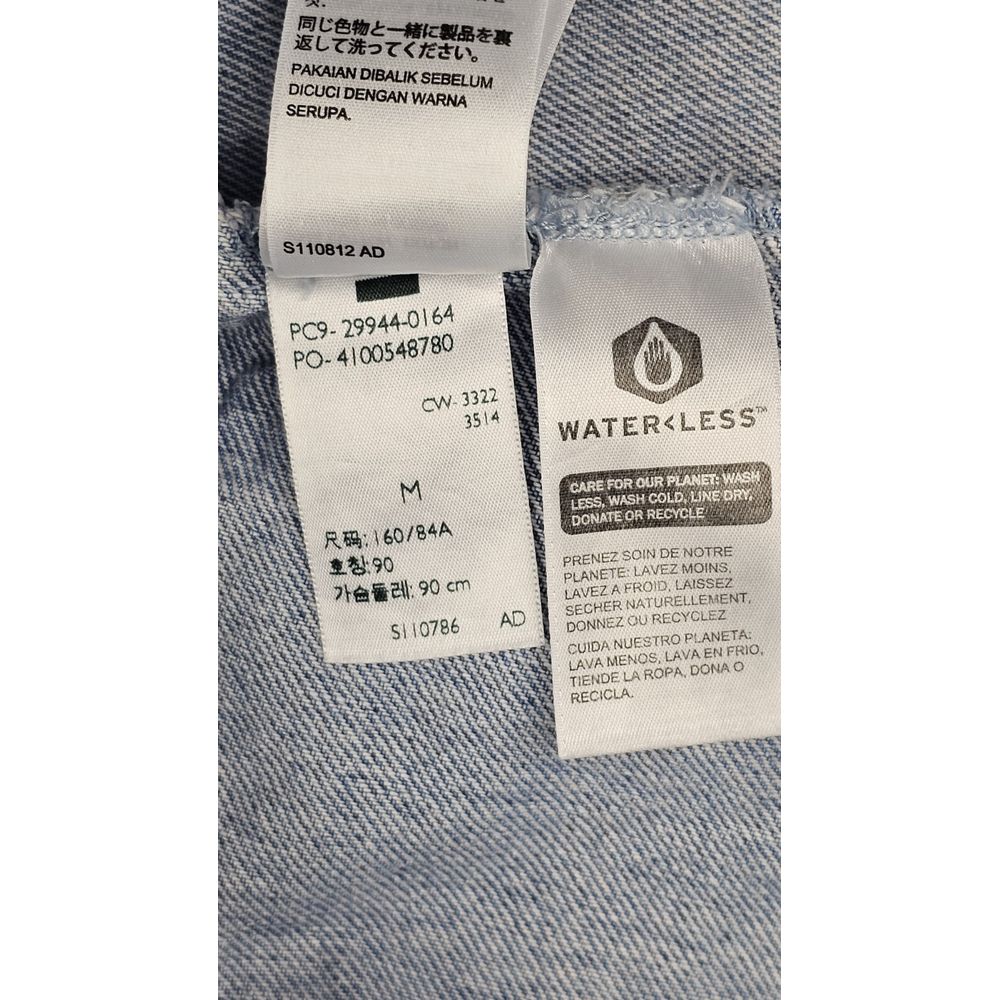 同じ色物と一緒に製品を裏
返して洗ってください。
PAKAIAN DIBALIK SEBELUM
DICUCI DENGAN WARNA
SERUPA.
S110812 AD
PC9-29944-0164
PO-4100548780
CW-3322
3514
M
尺码:160/84A
호칭:90
가슴둘레:90 cm
S110786 AD
WATER<LESS™
CARE FOR OUR PLANET: WASH
LESS, WASH COLD, LINE DRY,
DONATE OR RECYCLE
PRENEZ SOIN DE NOTRE
PLANETE: LAVEZ MOINS,
LAVEZ A FROID, LAISSEZ
SECHER NATURELLEMENT,
DONNEZ OU RECYCLEZ
CUIDA NUESTRO PLANETA:
LAVA MENOS, LAVA EN FRIO,
TIENDE LA ROPA, DONA O
RECICLA.